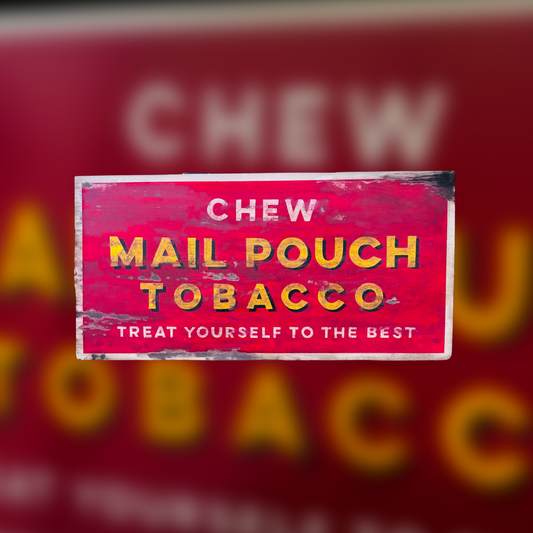 CHEW
MAIL POUCH
TOBACCO
TREAT YOURSELF TO THE BEST